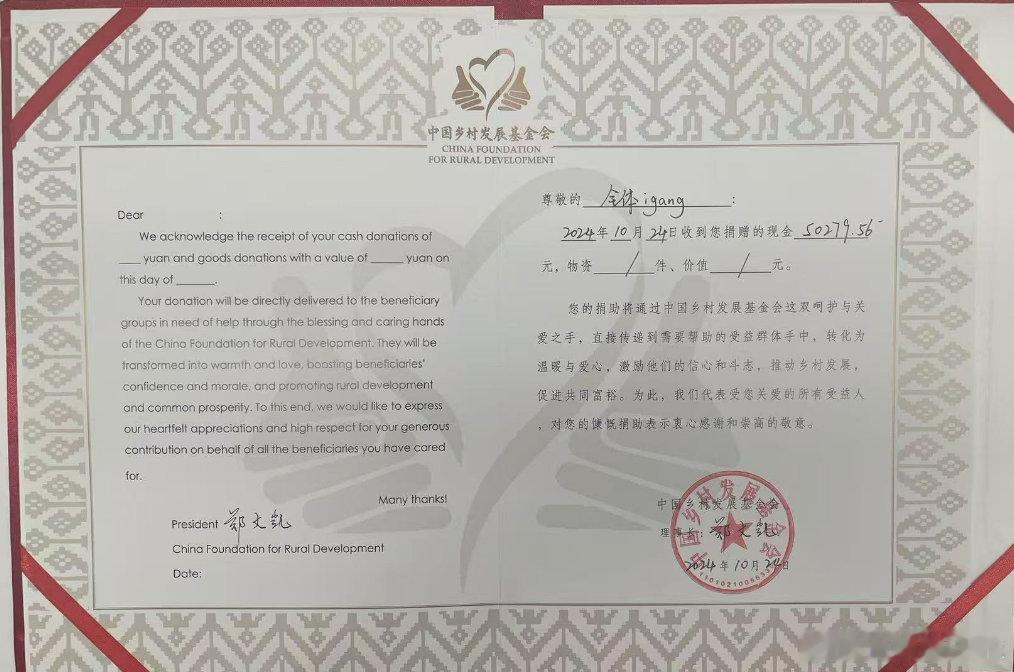 中国乡村发展基金会
CHINA FOUNDATION
FOR RURAL DEVELOPMENT
Dear :
We acknowledge the receipt of your cash donations of
____ yuan and goods donations with a value of _____ yuan on
this day of ______.
Your donation will be directly delivered to the beneficiary
groups in need of help through the blessing and caring hands
of the China Foundation for Rural Development. They will be
transformed into warmth and love, boosting beneficiaries'
confidence and morale, and promoting rural development
and common prosperity. To this end, we would like to express
our heartfelt appreciations and high respect for your generous
contribution on behalf of all the beneficiaries you have cared
for.
Many thanks!
President 郑文凯
China Foundation for Rural Development
Date:
尊敬的 全体igang :
2024年10月24日收到您捐赠的现金 50279.56
元，物资 / 件、价值 / 元。
您的捐助将通过中国乡村发展基金会这双呵护与关
爱之手，直接传递到需要帮助的受益群体手中，转化为
温暖与爱心，激励他们的信心和斗志，推动乡村发展，
促进共同富裕。为此，我们代表受您关爱的所有受益人
，对您的慷慨捐助表示衷心感谢和崇高的敬意。
中国乡村发展基金会
理事长：郑文凯
2024年10月24日
中国乡村发展基金会